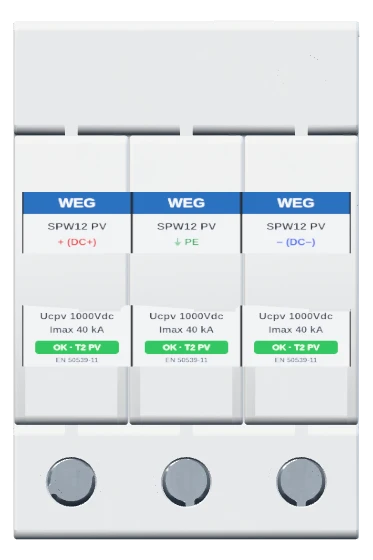 WEG WEG WEG
SPW12 PV SPW12 PV SPW12 PV
+ (DC+) ⏚ PE − (DC−)
Ucpv 1000Vdc Ucpv 1000Vdc Ucpv 1000Vdc
Imax 40 kA Imax 40 kA Imax 40 kA
OK - T2 PV OK - T2 PV OK - T2 PV
EN 50539-11 EN 50539-11 EN 50539-11